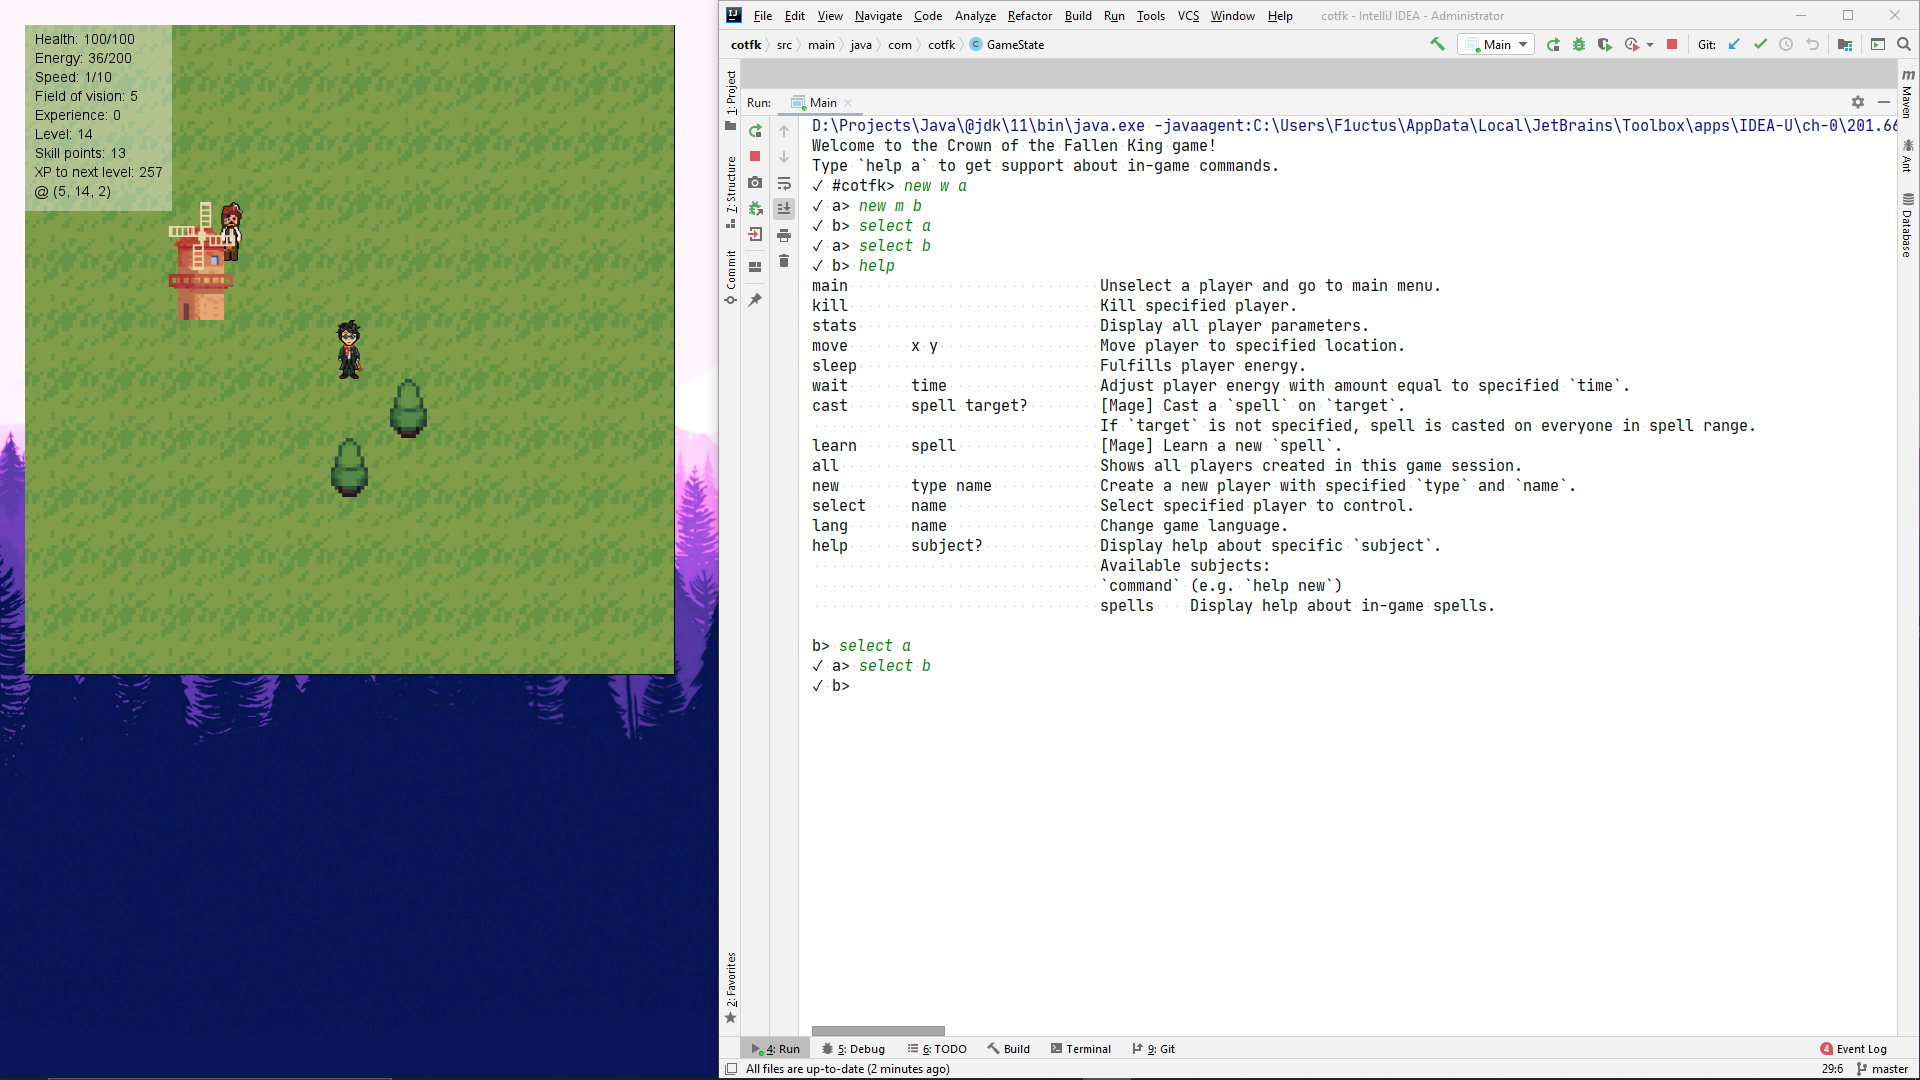 Health: 100/100
Energy: 36/200
Speed: 1/10
Field of vision: 5
Experience: 0
Level: 14
Skill points: 13
XP to next level: 257
@ (5, 14, 2)
IJ File Edit View Navigate Code Analyze Refactor Build Run Tools VCS Window Help cotfk - IntelliJ IDEA - Administrator
cotfk src main java com cotfk C GameState Main Git:
Run: Main
1: Project
7: Structure
Commit
2: Favorites
D:\Projects\Java\@jdk\11\bin\java.exe -javaagent:C:\Users\F1uctus\AppData\Local\JetBrains\Toolbox\apps\IDEA-U\ch-0\201.66
Welcome to the Crown of the Fallen King game!
Type `help a` to get support about in-game commands.
✓ #cotfk> new w a
✓ a> new m b
✓ b> select a
✓ a> select b
✓ b> help
main Unselect a player and go to main menu.
kill Kill specified player.
stats Display all player parameters.
move x y Move player to specified location.
sleep Fulfills player energy.
wait time Adjust player energy with amount equal to specified `time`.
cast spell target? [Mage] Cast a `spell` on `target`.
If `target` is not specified, spell is casted on everyone in spell range.
learn spell [Mage] Learn a new `spell`.
all Shows all players created in this game session.
new type name Create a new player with specified `type` and `name`.
select name Select specified player to control.
lang name Change game language.
help subject? Display help about specific `subject`.
Available subjects:
`command` (e.g. `help new`)
spells Display help about in-game spells.
b> select a
✓ a> select b
✓ b>
m Maven
Ant
Database
4: Run 5: Debug 6: TODO Build Terminal 9: Git 4 Event Log
All files are up-to-date (2 minutes ago) 29:6 master